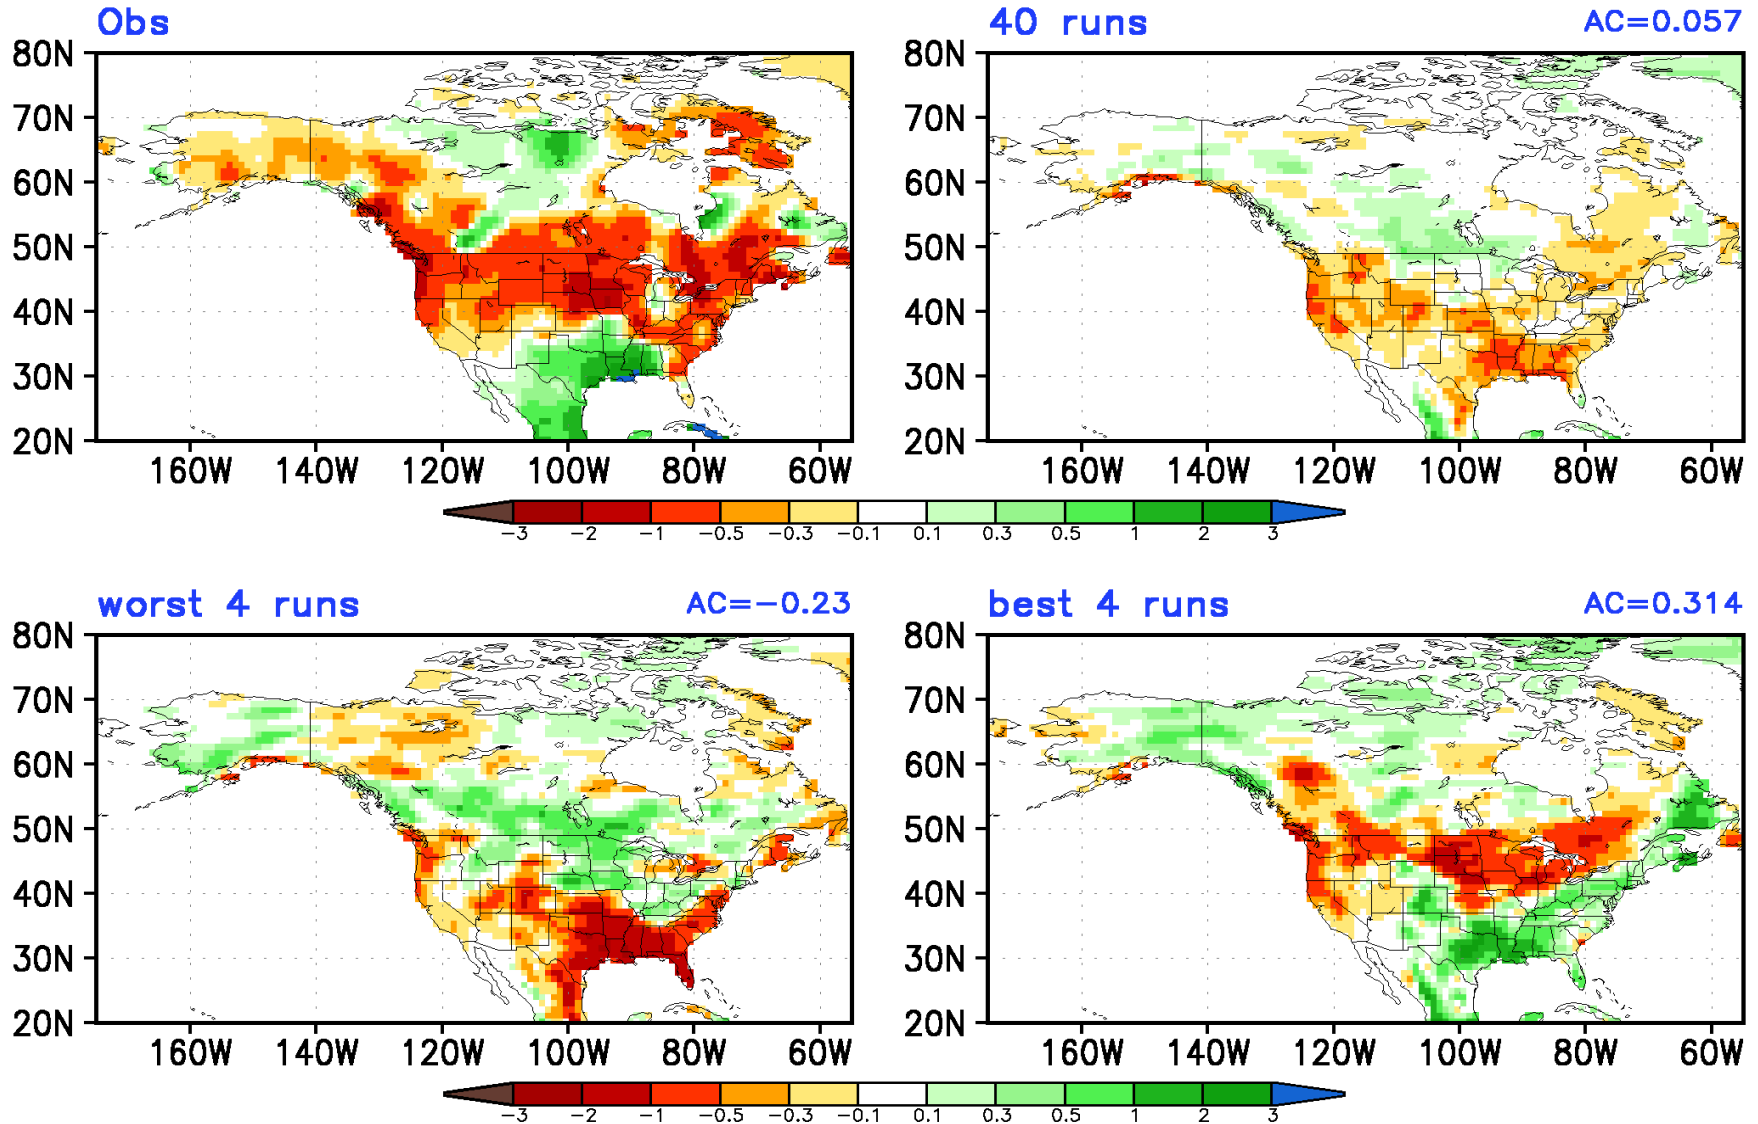 Obs
40 runs AC=0.057
80N 80N
70N 70N
60N 60N
50N 50N
40N 40N
30N 30N
20N 20N
160W 140W 120W 100W 80W 60W 160W 140W 120W 100W 80W 60W
-3 -2 -1 -0.5 -0.3 -0.1 0.1 0.3 0.5 1 2 3
worst 4 runs AC=-0.23
best 4 runs AC=0.314
80N 80N
70N 70N
60N 60N
50N 50N
40N 40N
30N 30N
20N 20N
160W 140W 120W 100W 80W 60W 160W 140W 120W 100W 80W 60W
-3 -2 -1 -0.5 -0.3 -0.1 0.1 0.3 0.5 1 2 3